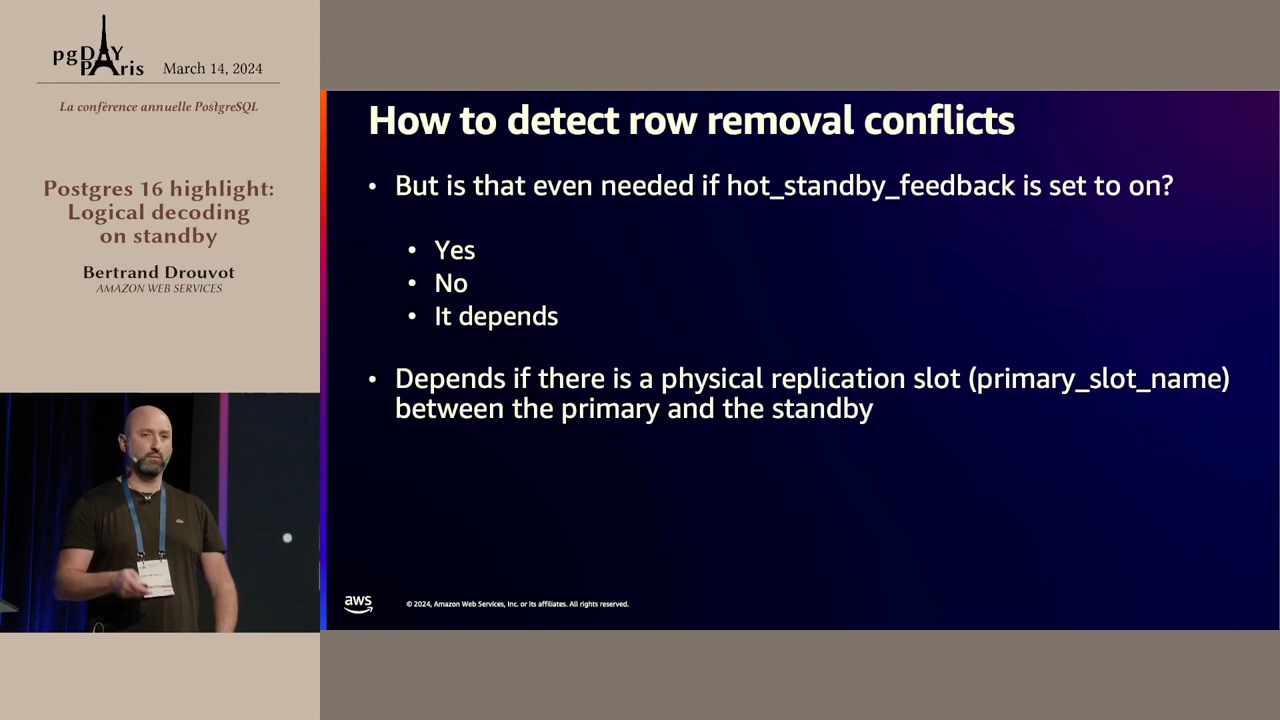 pgDAY
PAris
March 14, 2024
La conférence annuelle PostgreSQL
Postgres 16 highlight:
Logical decoding
on standby
Bertrand Drouvot
AMAZON WEB SERVICES
How to detect row removal conflicts
• But is that even needed if hot_standby_feedback is set to on?
• Yes
• No
• It depends
• Depends if there is a physical replication slot (primary_slot_name)
between the primary and the standby
aws
© 2024, Amazon Web Services, Inc. or its affiliates. All rights reserved.